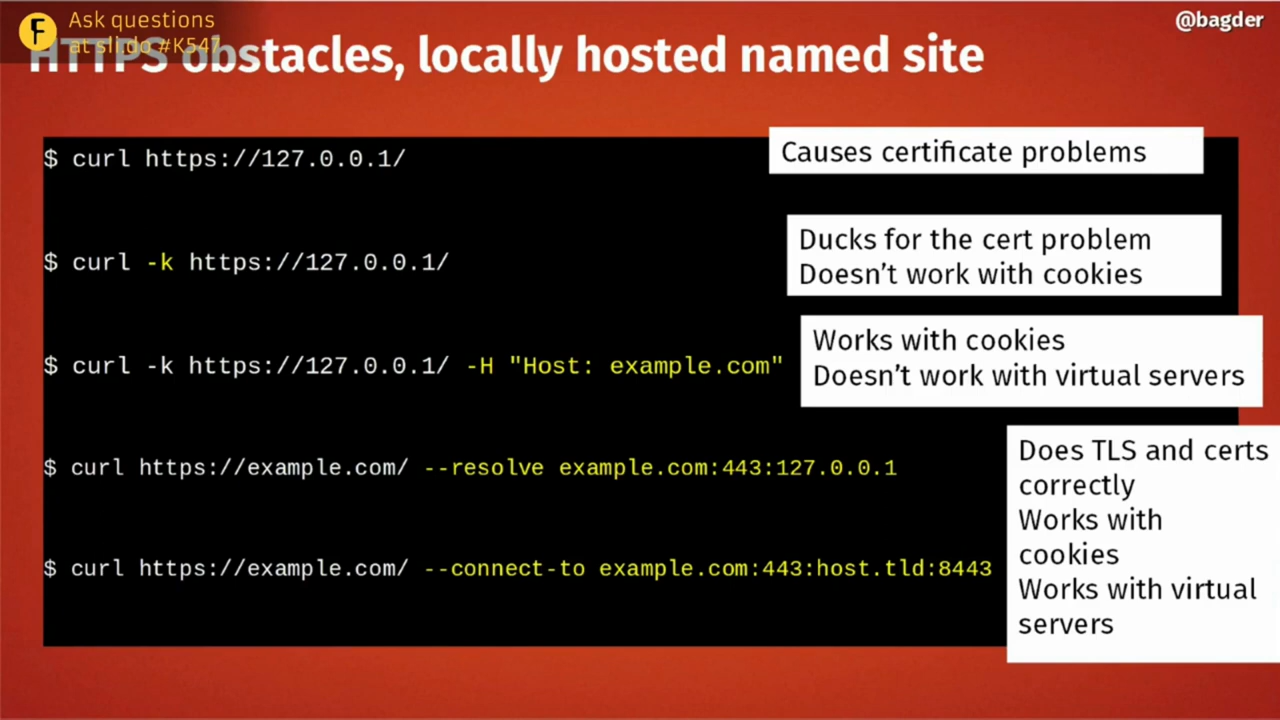 F
Ask questions
at sli.do #K547
@bagder
HTTPS obstacles, locally hosted named site
$ curl https://127.0.0.1/
Causes certificate problems
$ curl -k https://127.0.0.1/
Ducks for the cert problem
Doesn't work with cookies
$ curl -k https://127.0.0.1/ -H "Host: example.com"
Works with cookies
Doesn't work with virtual servers
$ curl https://example.com/ --resolve example.com:443:127.0.0.1
$ curl https://example.com/ --connect-to example.com:443:host.tld:8443
Does TLS and certs
correctly
Works with
cookies
Works with virtual
servers